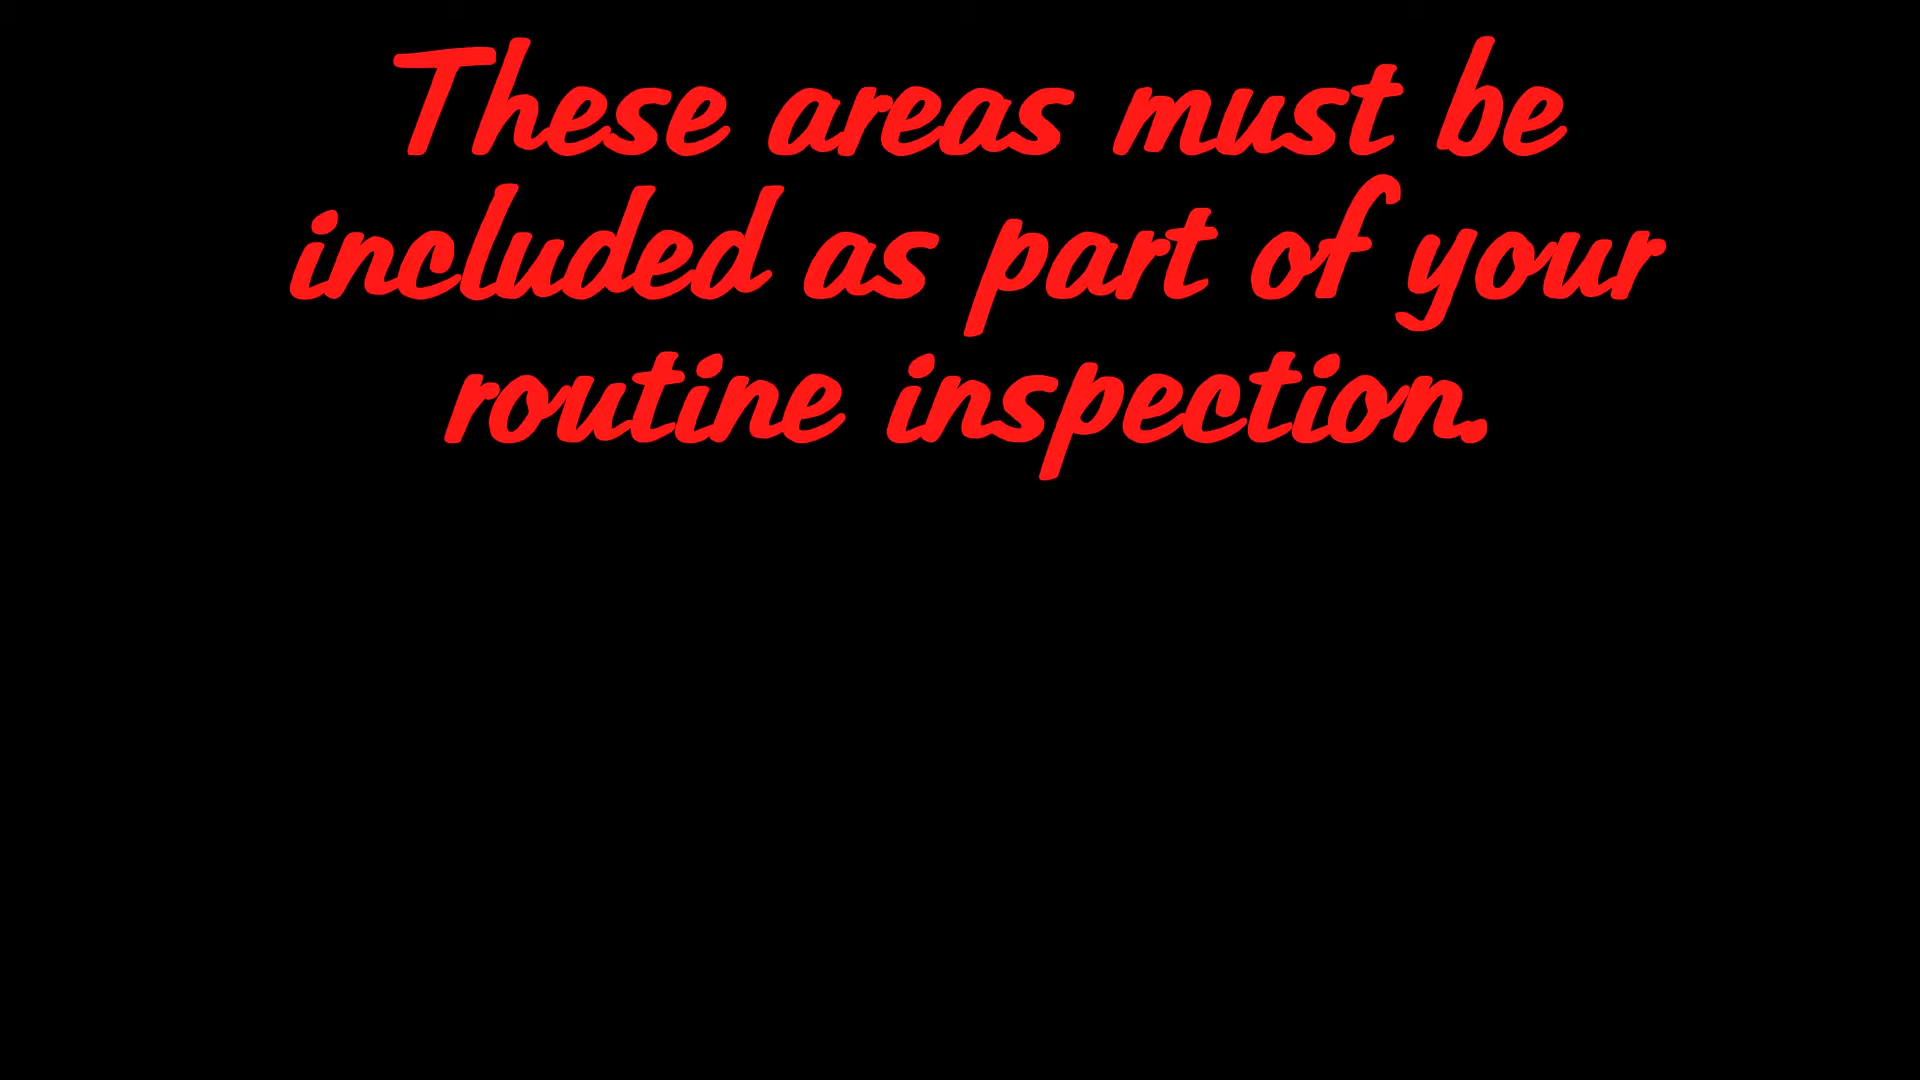 These areas must be
included as part of your
routine inspection.